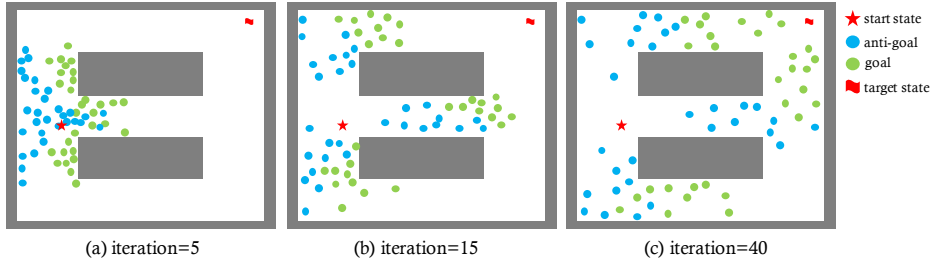 start state
anti-goal
goal
target state
(a) iteration=5
(b) iteration=15
(c) iteration=40